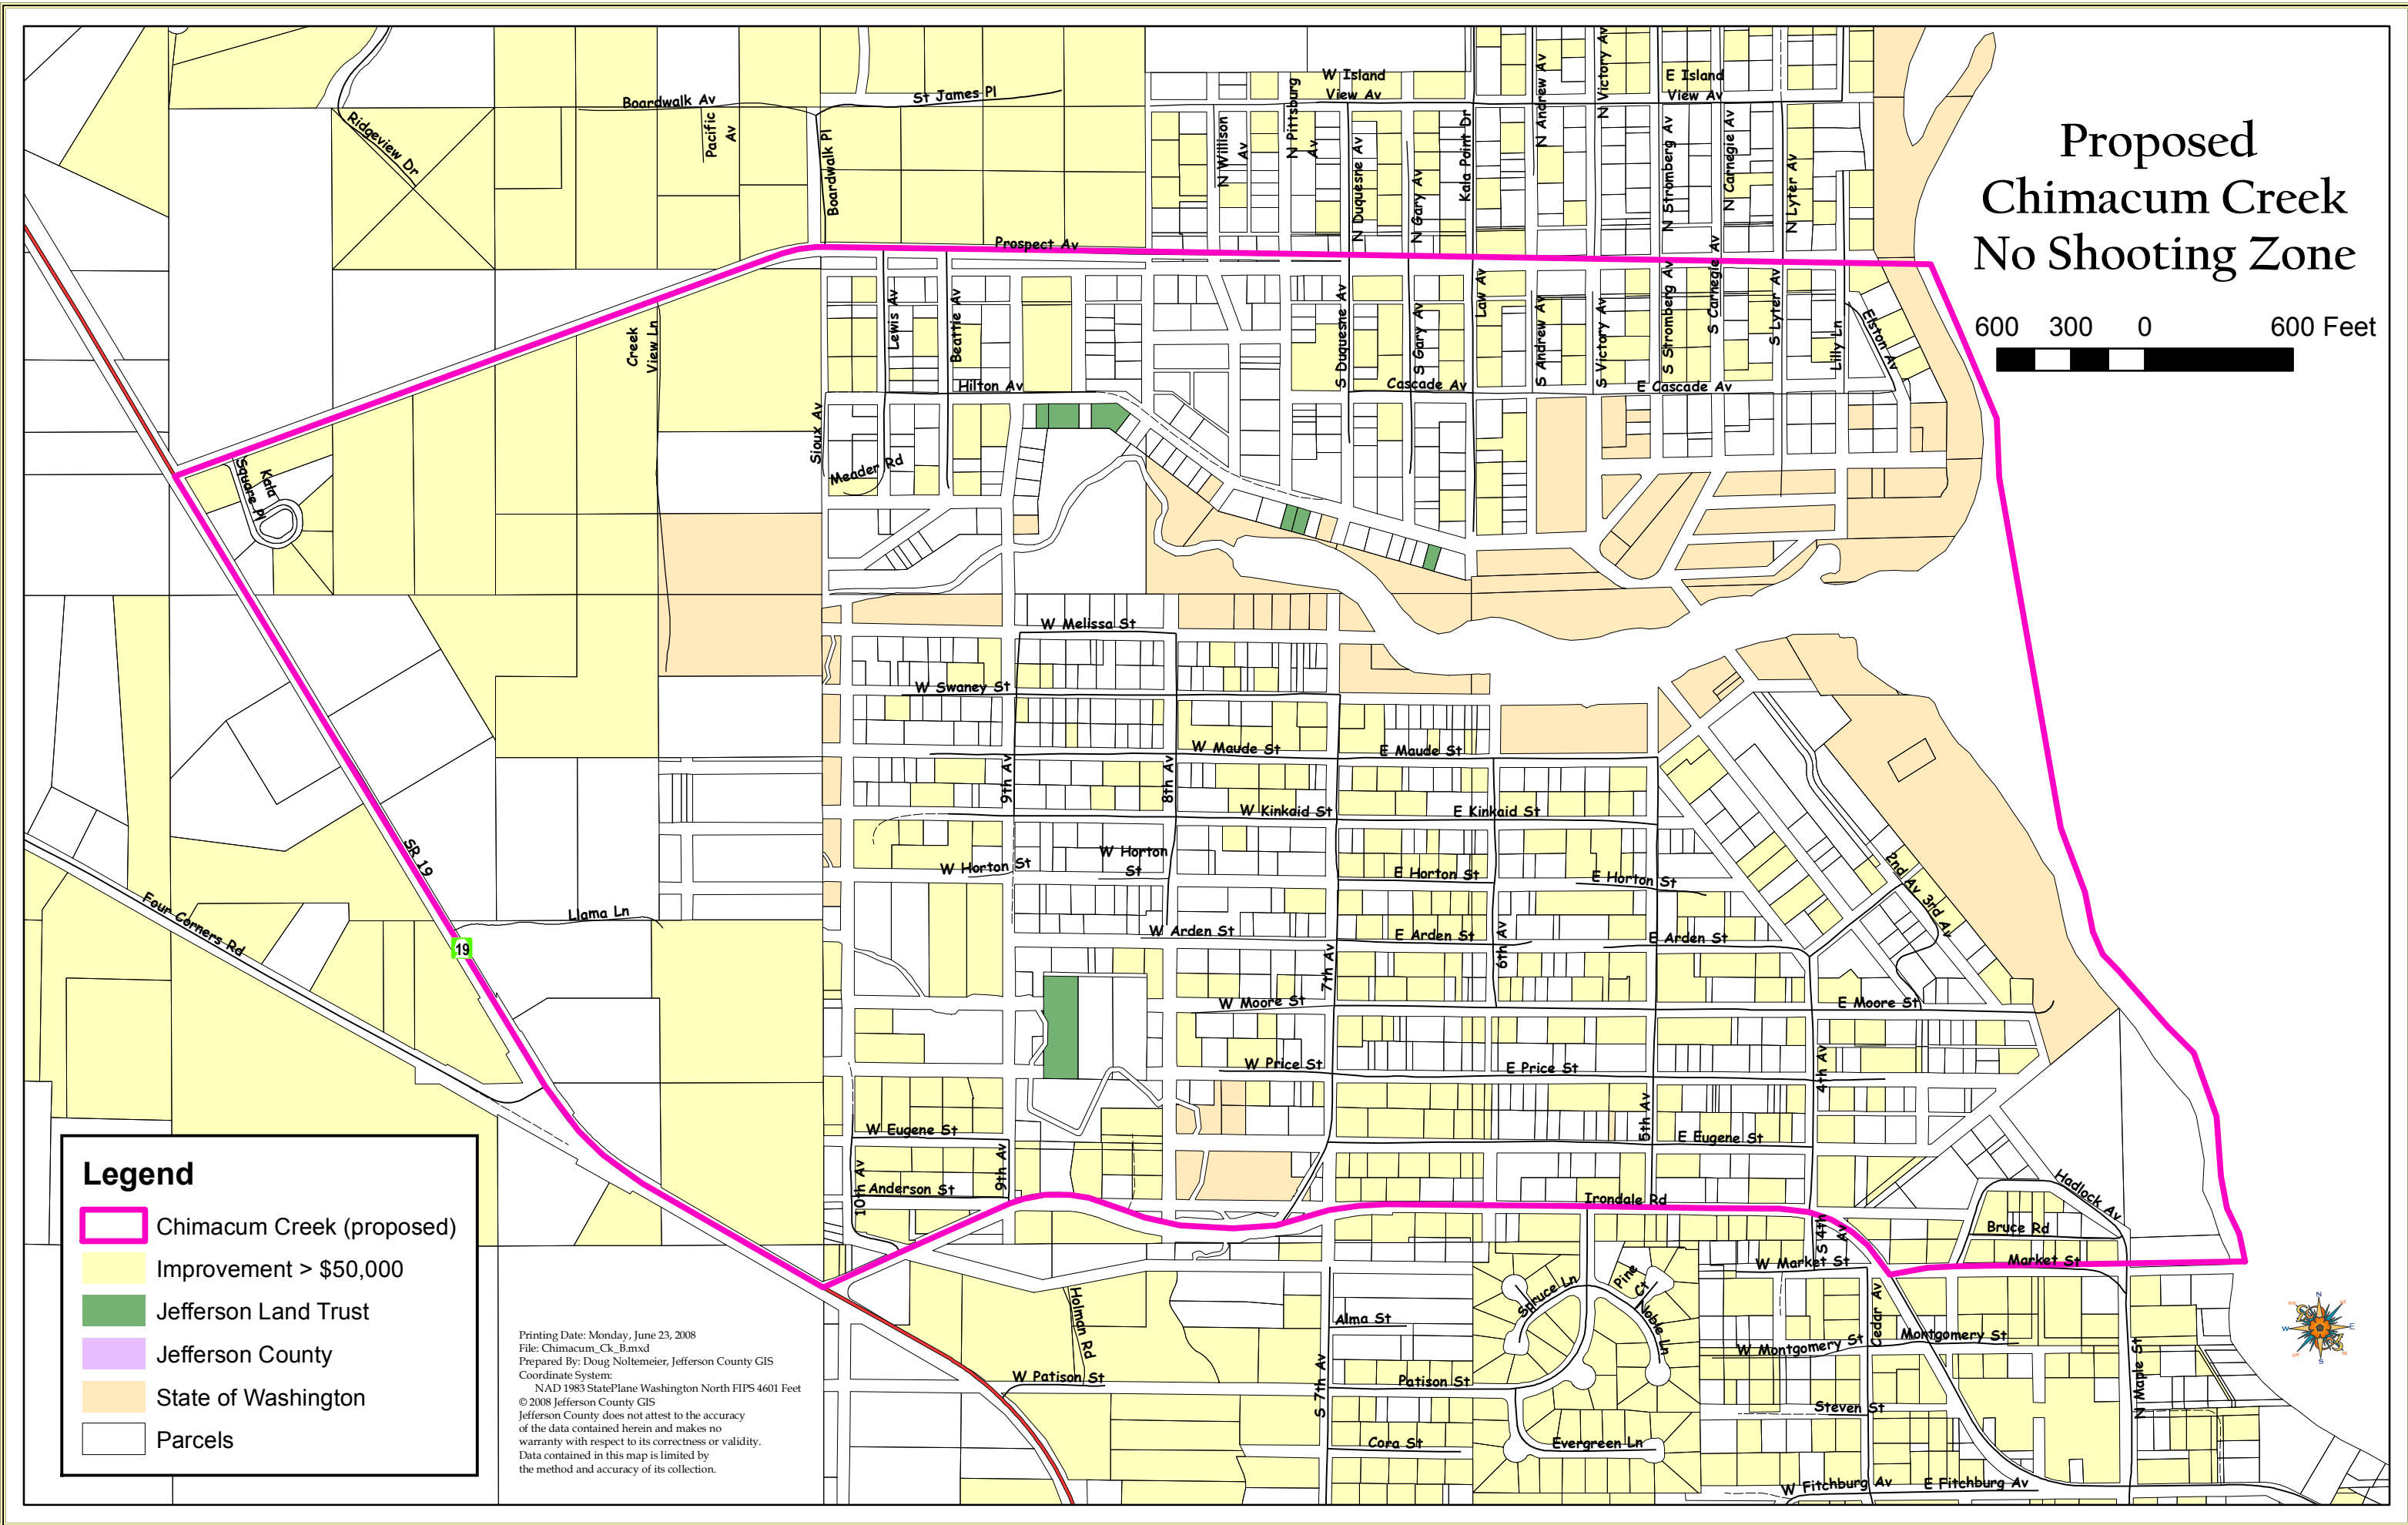 Proposed
Chimacum Creek
No Shooting Zone
600 300 0 600 Feet
W Island
View Av
E Island
View Av
Boardwalk Av
St James Pl
Pacific
Av
Ridgeview Dr
Boardwalk Pl
N Willison
Av
N Pittsburg
Av
N Duquesne Av
N Gary Av
Kala Point Dr
N Andrew Av
N Victory Av
N Stromberg Av
N Carnegie Av
N Lyter Av
Prospect Av
Creek
View Ln
Lewis Av
Beattie Av
S Duquesne Av
S Gary Av
Law Av
S Andrew Av
S Victory Av
S Stromberg Av
S Carnegie Av
S Lyter Av
Lilly Ln
Elston Av
Hilton Av
Cascade Av
E Cascade Av
Sioux Av
Meader Rd
Kala
Square Pl
W Melissa St
W Swaney St
W Maude St
E Maude St
9th Av
8th Av
W Kinkaid St
E Kinkaid St
SR 19
W Horton St
W Horton
St
E Horton St
E Horton St
2nd Av
3rd Av
Four Corners Rd
Llama Ln
19
W Arden St
E Arden St
6th Av
E Arden St
7th Av
W Moore St
E Moore St
W Price St
E Price St
4th Av
5th Av
W Eugene St
E Eugene St
10th Av
9th Av
Anderson St
Irondale Rd
Hadlock Av
Bruce Rd
S 4th
Av
W Market St
Market St
Holman Rd
Spruce Ln
Pine
Ct
Noble Ln
Alma St
Cedar Av
W Montgomery St
Montgomery St
W Patison St
Patison St
S 7th Av
Steven St
N Maple St
Cora St
Evergreen Ln
W Fitchburg Av
E Fitchburg Av
Legend
Chimacum Creek (proposed)
Improvement > $50,000
Jefferson Land Trust
Jefferson County
State of Washington
Parcels
Printing Date: Monday, June 23, 2008
File: Chimacum_Ck_B.mxd
Prepared By: Doug Noltemeier, Jefferson County GIS
Coordinate System:
NAD 1983 StatePlane Washington North FIPS 4601 Feet
© 2008 Jefferson County GIS
Jefferson County does not attest to the accuracy
of the data contained herein and makes no
warranty with respect to its correctness or validity.
Data contained in this map is limited by
the method and accuracy of its collection.
N
W
E
S